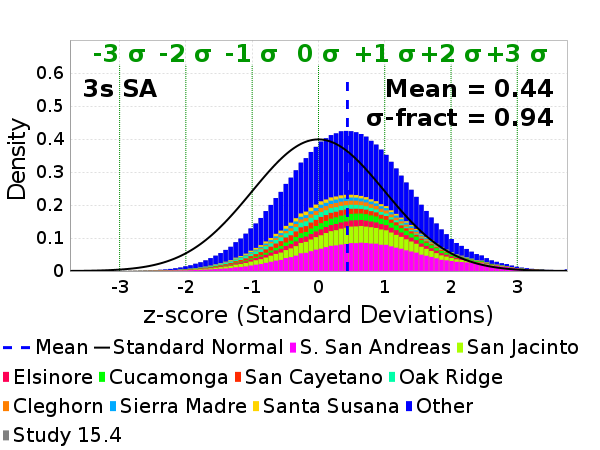 -3 σ -2 σ -1 σ 0 σ +1 σ +2 σ +3 σ
3s SA
Mean = 0.44
σ-fract = 0.94
Density
0.6
0.5
0.4
0.3
0.2
0.1
0
-3 -2 -1 0 1 2 3
z-score (Standard Deviations)
Mean Standard Normal S. San Andreas San Jacinto
Elsinore Cucamonga San Cayetano Oak Ridge
Cleghorn Sierra Madre Santa Susana Other
Study 15.4